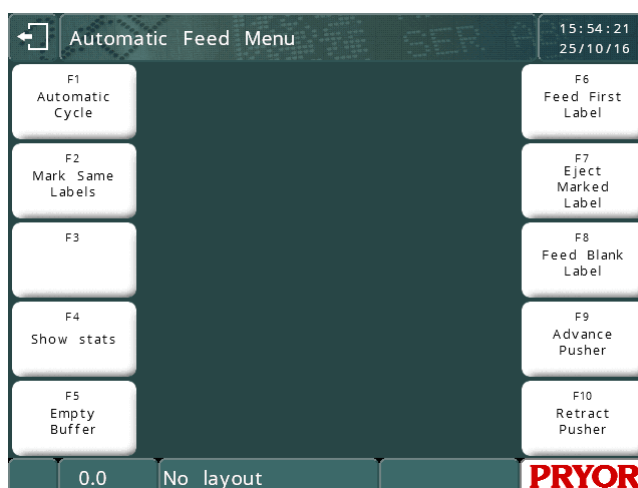 Automatic Feed Menu
15:54:21
25/10/16
F1
Automatic
Cycle
F2
Mark Same
Labels
F3
F4
Show stats
F5
Empty
Buffer
F6
Feed First
Label
F7
Eject
Marked
Label
F8
Feed Blank
Label
F9
Advance
Pusher
F10
Retract
Pusher
0.0
No layout
PRYOR